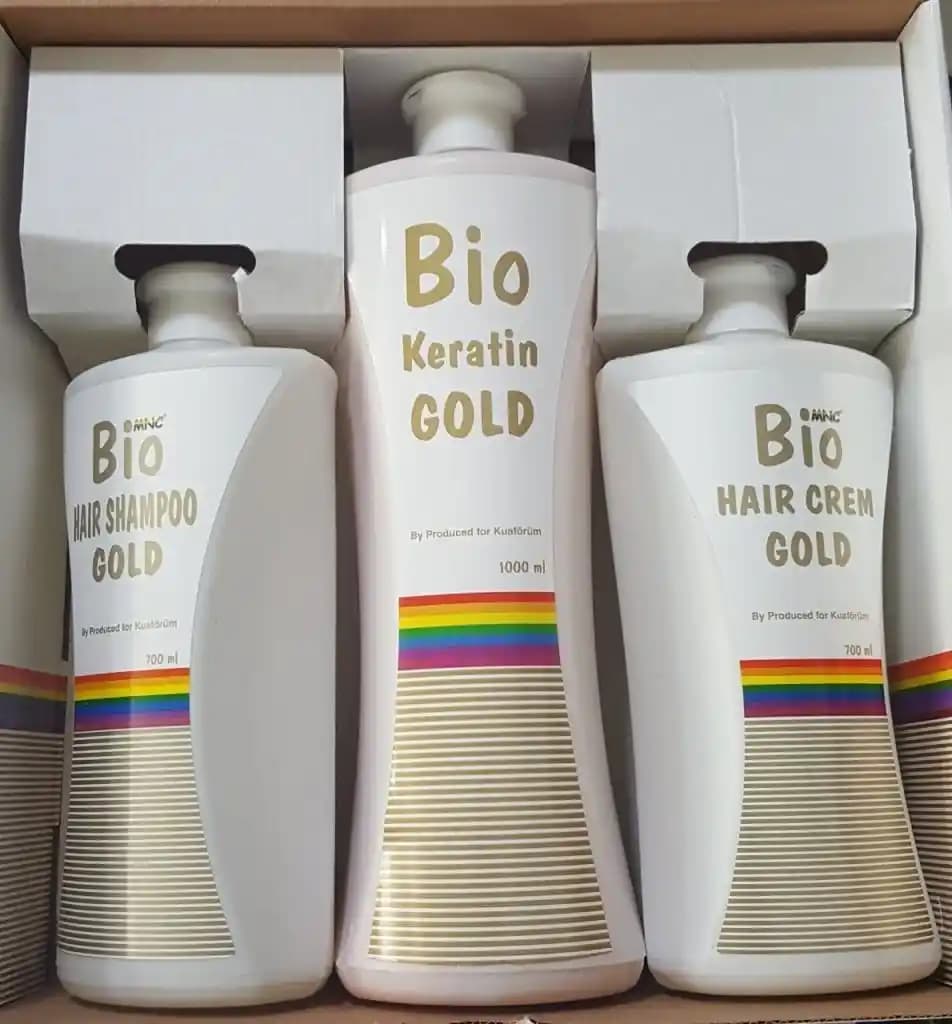 MNC
Bio
HAIR SHAMPOO
GOLD
By Produced for Kuaförüm
700 ml
Bio
Keratin
GOLD
By Produced for Kuaförüm
1000 ml
MNC
Bio
HAIR CREM
GOLD
By Produced for Kuaförüm
700 ml